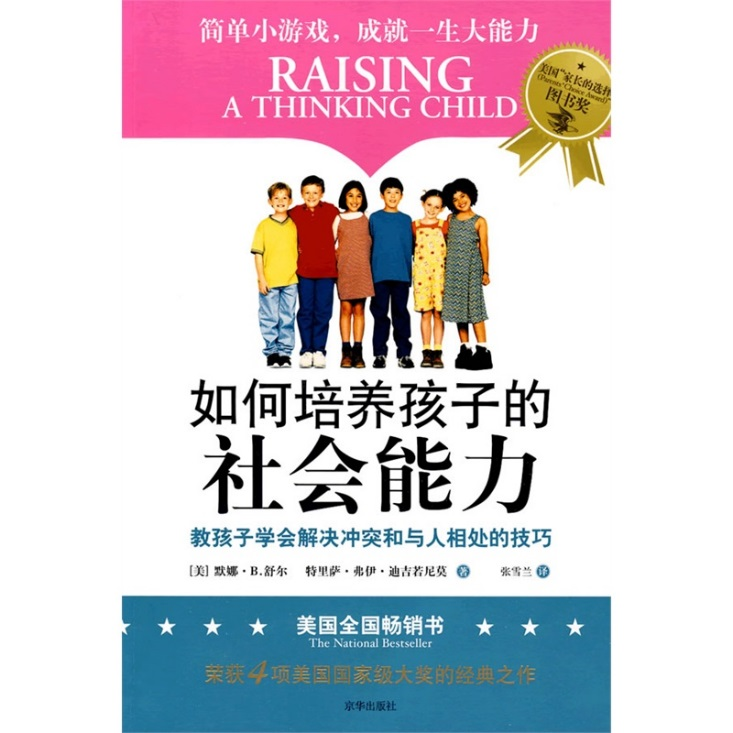 简单小游戏，成就一生大能力
RAISING
A THINKING CHILD
美国“家长的选择
(Parents' Choice Award)
图书奖
如何培养孩子的
社会能力
教孩子学会解决冲突和与人相处的技巧
[美] 默娜·B.舒尔 特里萨·弗伊·迪吉若尼莫 著 张雪兰 译
美国全国畅销书
The National Bestseller
荣获4项美国国家级大奖的经典之作
京华出版社